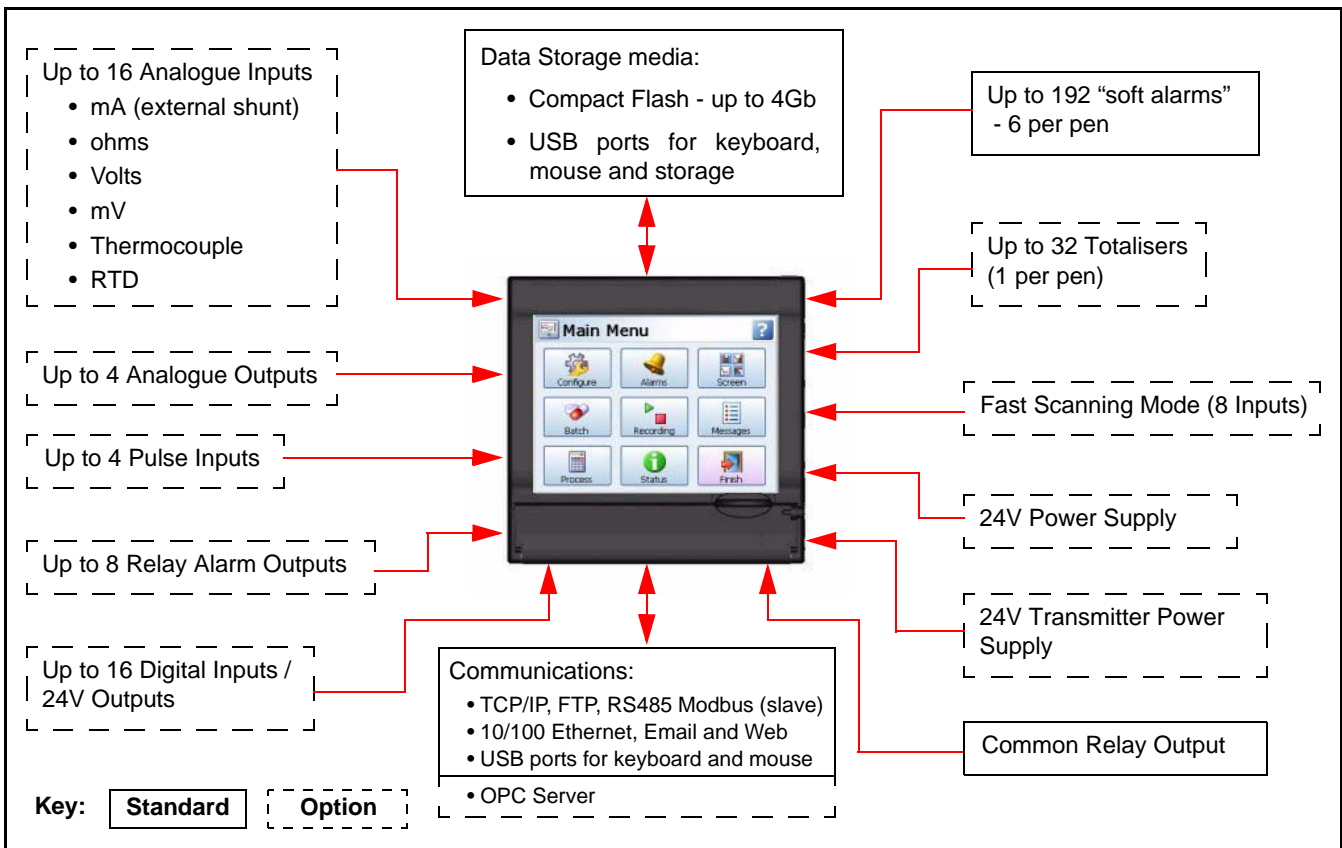 Up to 16 Analogue Inputs
• mA (external shunt)
• ohms
• Volts
• mV
• Thermocouple
• RTD
Up to 4 Analogue Outputs
Up to 4 Pulse Inputs
Up to 8 Relay Alarm Outputs
Up to 16 Digital Inputs /
24V Outputs
Data Storage media:
• Compact Flash - up to 4Gb
• USB ports for keyboard,
mouse and storage
Main Menu
?
Configure
Alarms
Screen
Batch
Recording
Messages
Process
Status
Finish
Communications:
• TCP/IP, FTP, RS485 Modbus (slave)
• 10/100 Ethernet, Email and Web
• USB ports for keyboard and mouse
• OPC Server
Up to 192 “soft alarms”
- 6 per pen
Up to 32 Totalisers
(1 per pen)
Fast Scanning Mode (8 Inputs)
24V Power Supply
24V Transmitter Power
Supply
Common Relay Output
Key: Standard Option